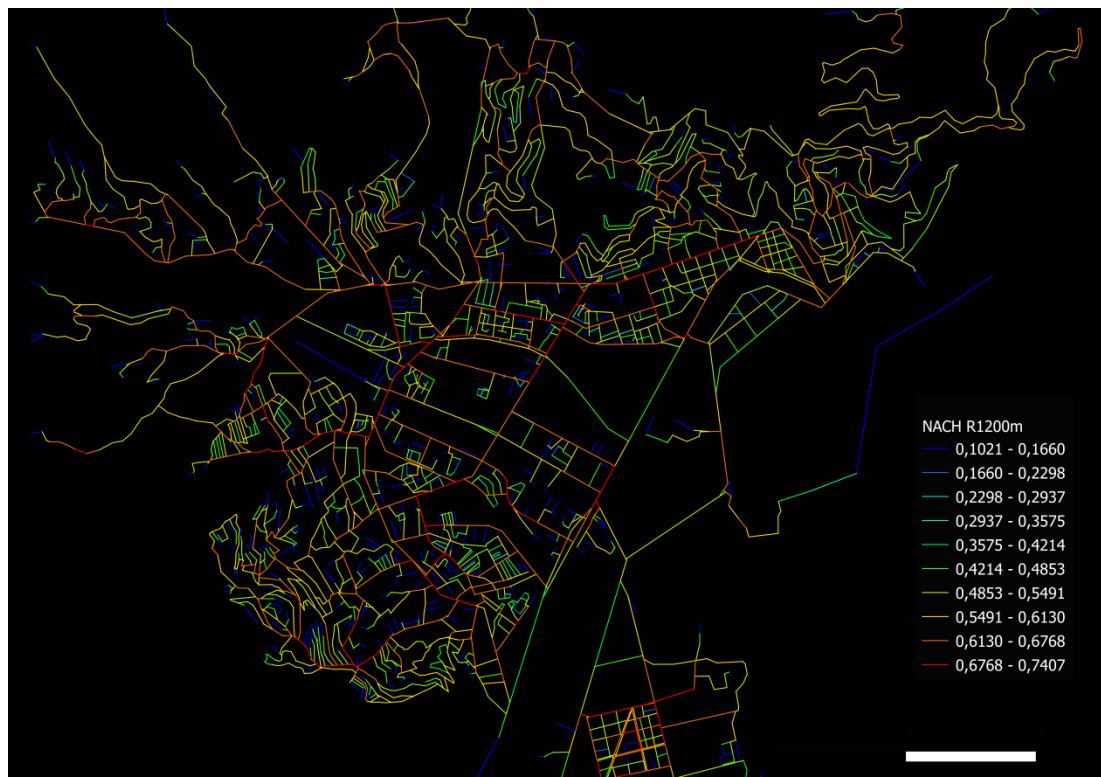 NACH R1200m
0,1021 - 0,1660
0,1660 - 0,2298
0,2298 - 0,2937
0,2937 - 0,3575
0,3575 - 0,4214
0,4214 - 0,4853
0,4853 - 0,5491
0,5491 - 0,6130
0,6130 - 0,6768
0,6768 - 0,7407